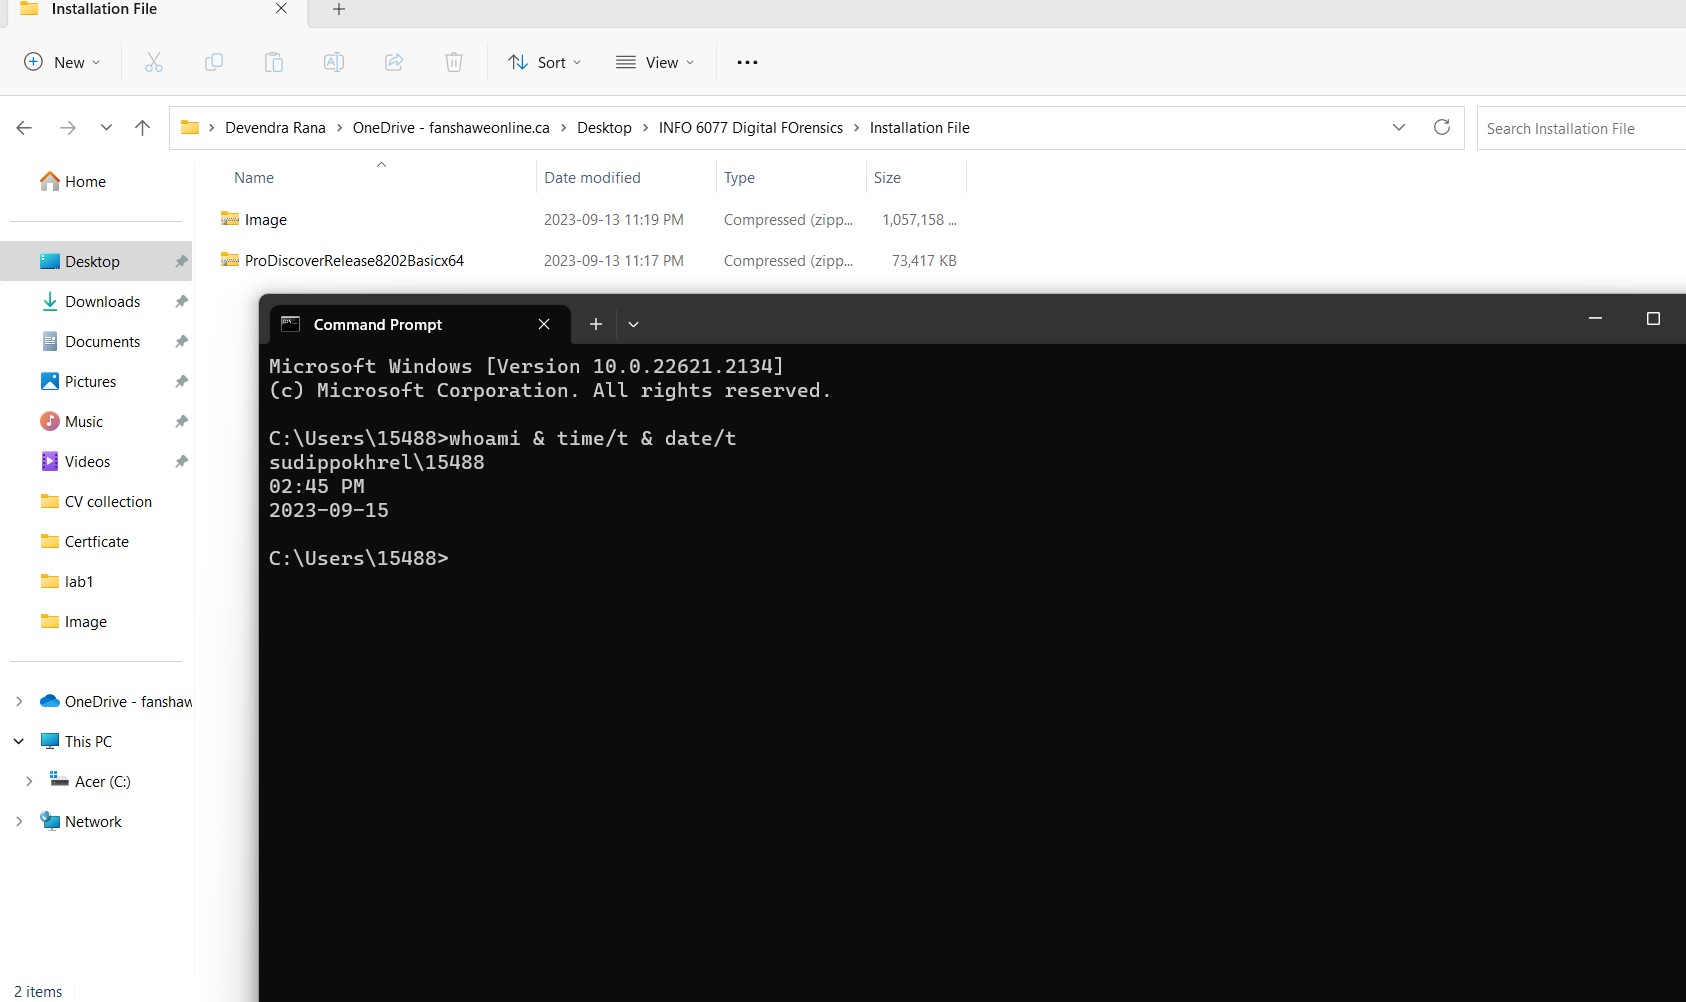 Installation File
New
Sort
View
Devendra Rana
OneDrive - fanshaweonline.ca
Desktop
INFO 6077 Digital FOrensics
Installation File
Search Installation File
Name
Date modified
Type
Size
Image
2023-09-13 11:19 PM
Compressed (zipp...
1,057,158 ...
ProDiscoverRelease8202Basicx64
2023-09-13 11:17 PM
Compressed (zipp...
73,417 KB
Home
Desktop
Downloads
Documents
Pictures
Music
Videos
CV collection
Certficate
lab1
Image
OneDrive - fanshaw
This PC
Acer (C:)
Network
2 items
Command Prompt
Microsoft Windows [Version 10.0.22621.2134]
(c) Microsoft Corporation. All rights reserved.
C:\Users\15488>whoami & time/t & date/t
sudippokhrel\15488
02:45 PM
2023-09-15
C:\Users\15488>